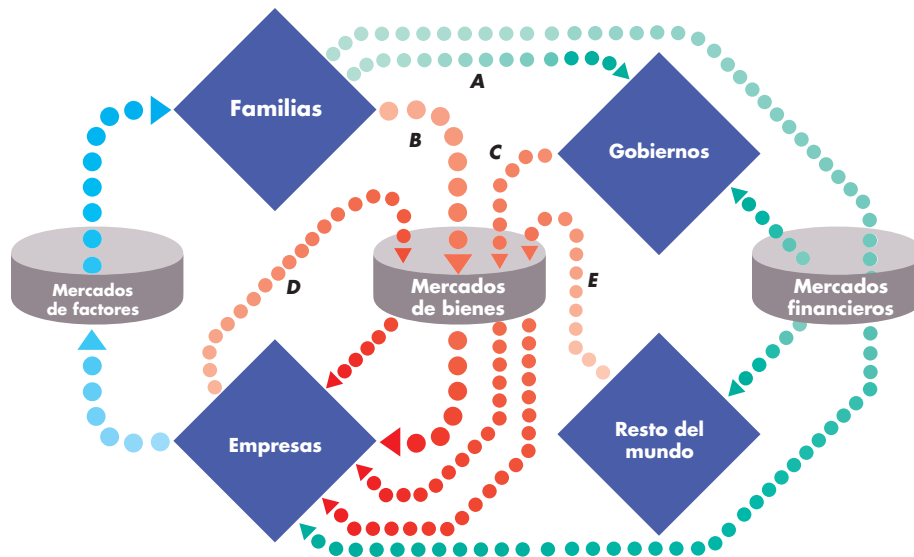 Familias
A
B
C
Gobiernos
Mercados
de factores
D
Mercados
de bienes
E
Mercados
financieros
Empresas
Resto del
mundo